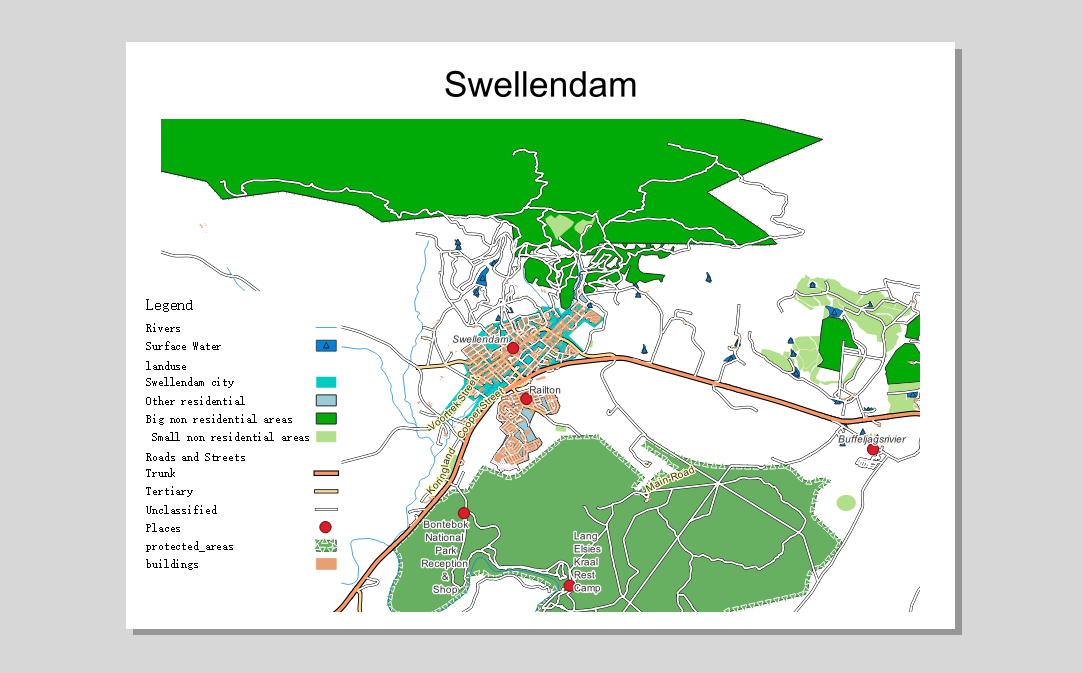 Swellendam
Legend
Rivers
Surface Water
landuse
Swellendam city
Other residential
Big non residential areas
Small non residential areas
Roads and Streets
Trunk
Tertiary
Unclassified
Places
protected_areas
buildings
Swellendam
Railton
Voortrek Street
Cooper Street
Koringland
Buffeljagsrivier
Main-Road
Bontebok
National
Park
Reception
&
Shop
Lang
Elsies
Kraal
Rest
Camp